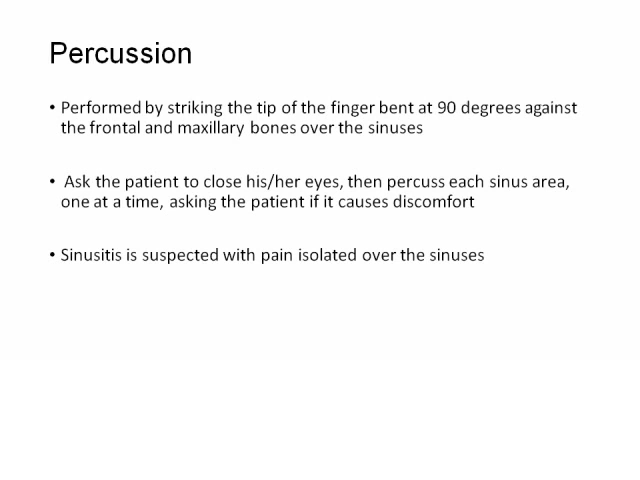 Percussion
• Performed by striking the tip of the finger bent at 90 degrees against
the frontal and maxillary bones over the sinuses
• Ask the patient to close his/her eyes, then percuss each sinus area,
one at a time, asking the patient if it causes discomfort
• Sinusitis is suspected with pain isolated over the sinuses